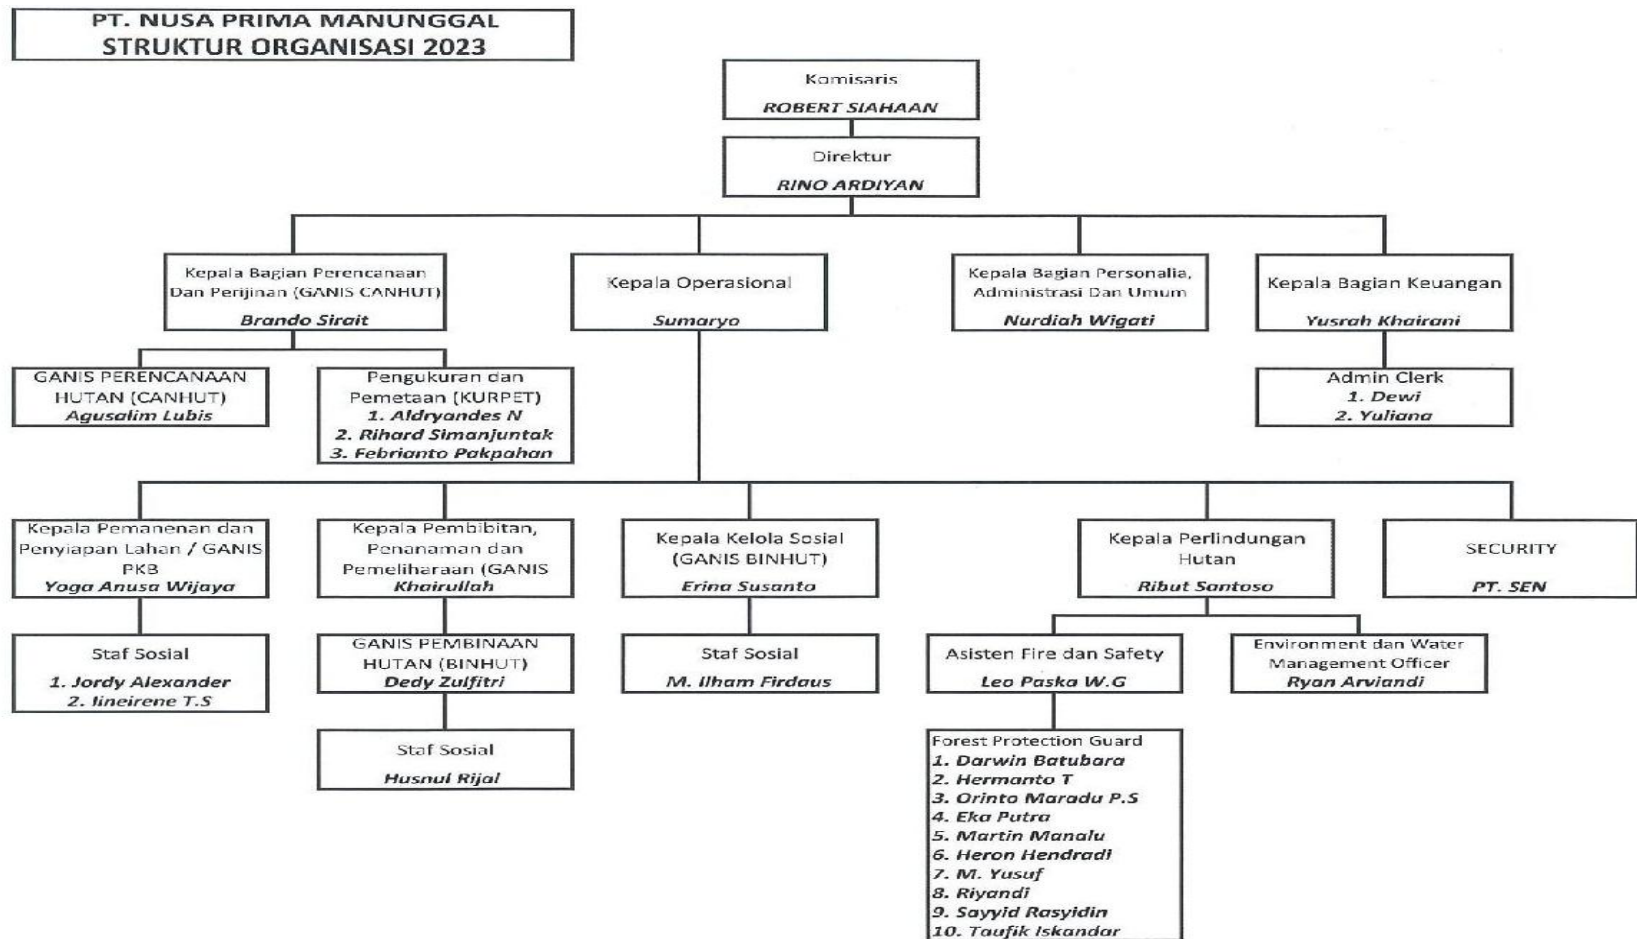 PT. NUSA PRIMA MANUNGGAL
STRUKTUR ORGANISASI 2023
Komisaris
ROBERT SIAHAAN
Direktur
RINO ARDIYAN
Kepala Bagian Perencanaan
Dan Perijinan (GANIS CANHUT)
Brando Sirait
Kepala Operasional
Sumaryo
Kepala Bagian Personalia,
Administrasi Dan Umum
Nurdiah Wigati
Kepala Bagian Keuangan
Yusrah Khairani
GANIS PERENCANAAN
HUTAN (CANHUT)
Agusalim Lubis
Pengukuran dan
Pemetaan (KURPET)
1. Aldryandes N
2. Rihard Simanjuntak
3. Febrianto Pakpahan
Admin Clerk
1. Dewi
2. Yuliana
Kepala Pemanenan dan
Penyiapan Lahan / GANIS
PKB
Yoga Anusa Wijaya
Kepala Pembibitan,
Penanaman dan
Pemeliharaan (GANIS
Khairullah
Kepala Kelola Sosial
(GANIS BINHUT)
Erina Susanto
Kepala Perlindungan
Hutan
Ribut Santoso
SECURITY
PT. SEN
Staf Sosial
1. Jordy Alexander
2. Iineirene T.S
GANIS PEMBINAAN
HUTAN (BINHUT)
Dedy Zulfitri
Staf Sosial
M. Ilham Firdaus
Asisten Fire dan Safety
Leo Paska W.G
Environment dan Water
Management Officer
Ryan Arviandi
Staf Sosial
Husnul Rijal
Forest Protection Guard
1. Darwin Batubara
2. Hermanto T
3. Orinto Maradu P.S
4. Eka Putra
5. Martin Manalu
6. Heron Hendradi
7. M. Yusuf
8. Riyandi
9. Sayyid Rasyidin
10. Taufik Iskandar